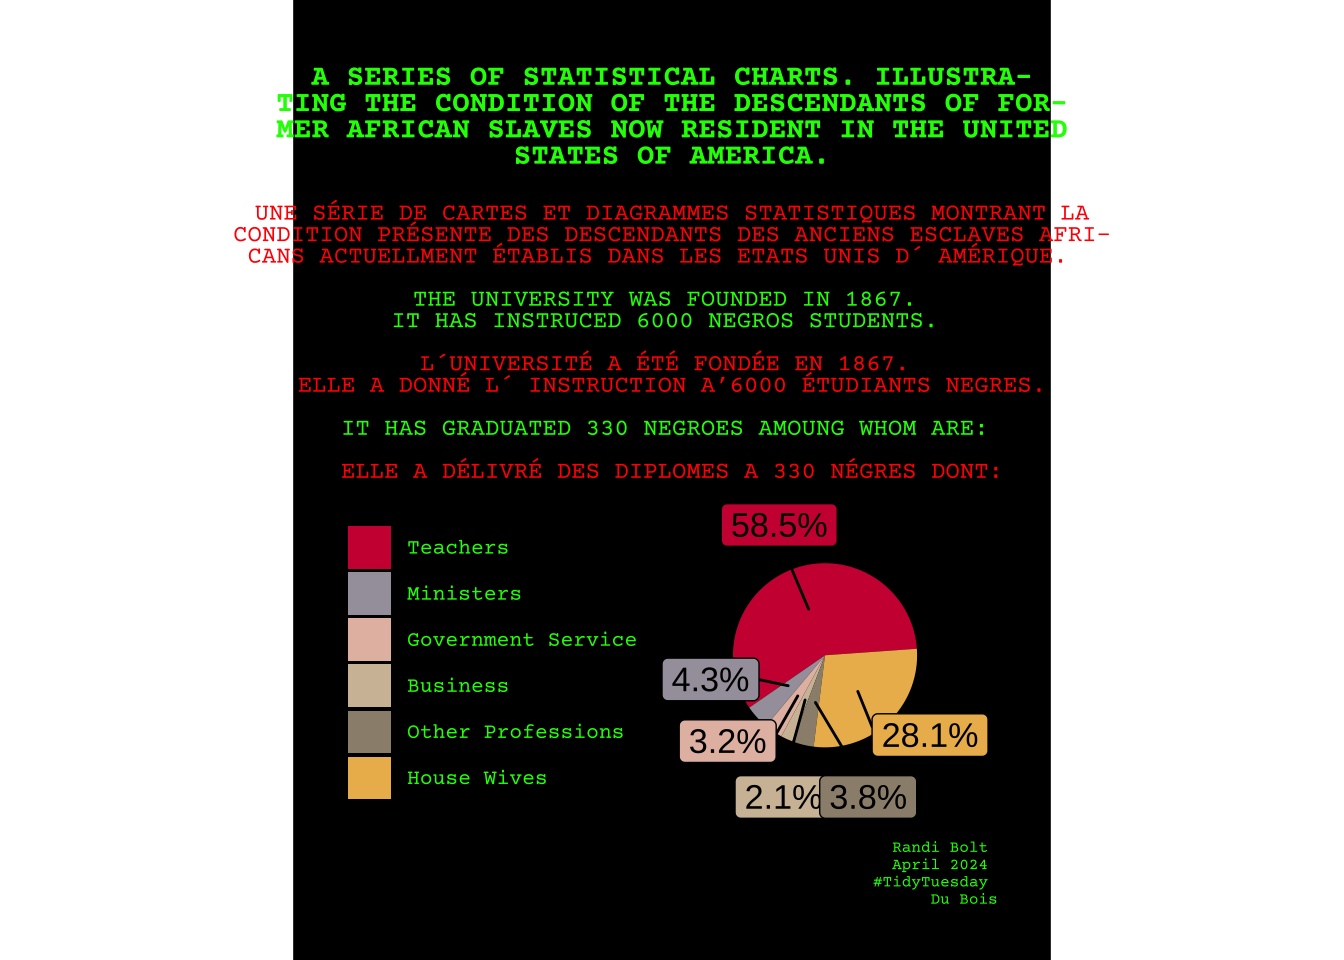 A SERIES OF STATISTICAL CHARTS. ILLUSTRA-
TING THE CONDITION OF THE DESCENDANTS OF FOR-
MER AFRICAN SLAVES NOW RESIDENT IN THE UNITED
STATES OF AMERICA.
UNE SÉRIE DE CARTES ET DIAGRAMMES STATISTIQUES MONTRANT LA
CONDITION PRÉSENTE DES DESCENDANTS DES ANCIENS ESCLAVES AFRI-
CANS ACTUELLMENT ÉTABLIS DANS LES ETATS UNIS D´ AMÉRIQUE.
THE UNIVERSITY WAS FOUNDED IN 1867.
IT HAS INSTRUCED 6000 NEGROS STUDENTS.
L´UNIVERSITÉ A ÉTÉ FONDÉE EN 1867.
ELLE A DONNÉ L´ INSTRUCTION A’6000 ÉTUDIANTS NEGRES.
IT HAS GRADUATED 330 NEGROES AMOUNG WHOM ARE:
ELLE A DÉLIVRÉ DES DIPLOMES A 330 NÉGRES DONT:
Teachers
Ministers
Government Service
Business
Other Professions
House Wives
58.5%
4.3%
3.2%
2.1%
3.8%
28.1%
Randi Bolt
April 2024
#TidyTuesday
Du Bois